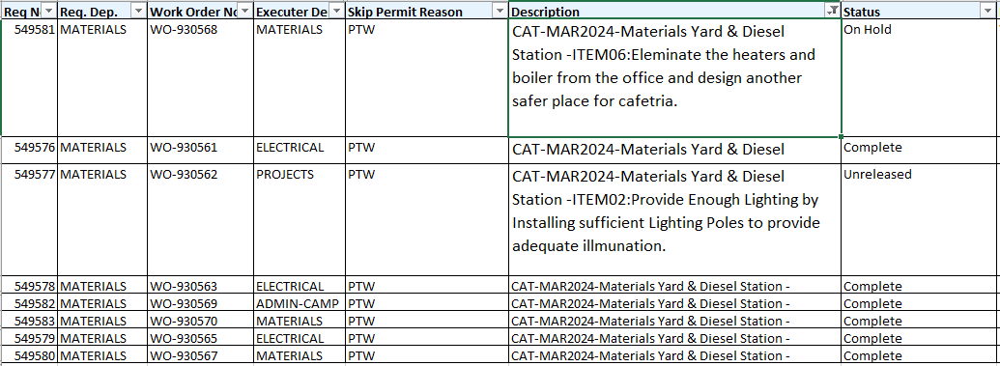 Req N Req. Dep. Work Order No Executer De Skip Permit Reason Description Status
549581 MATERIALS WO-930568 MATERIALS PTW CAT-MAR2024-Materials Yard & Diesel On Hold
Station -ITEM06:Eleminate the heaters and
boiler from the office and design another
safer place for cafetria.
549576 MATERIALS WO-930561 ELECTRICAL PTW CAT-MAR2024-Materials Yard & Diesel Complete
549577 MATERIALS WO-930562 PROJECTS PTW CAT-MAR2024-Materials Yard & Diesel Unreleased
Station -ITEM02:Provide Enough Lighting by
Installing sufficient Lighting Poles to provide
adequate illmunation.
549578 MATERIALS WO-930563 ELECTRICAL PTW CAT-MAR2024-Materials Yard & Diesel Station - Complete
549582 MATERIALS WO-930569 ADMIN-CAMP PTW CAT-MAR2024-Materials Yard & Diesel Station - Complete
549583 MATERIALS WO-930570 MATERIALS PTW CAT-MAR2024-Materials Yard & Diesel Station - Complete
549579 MATERIALS WO-930565 ELECTRICAL PTW CAT-MAR2024-Materials Yard & Diesel Station - Complete
549580 MATERIALS WO-930567 MATERIALS PTW CAT-MAR2024-Materials Yard & Diesel Station - Complete